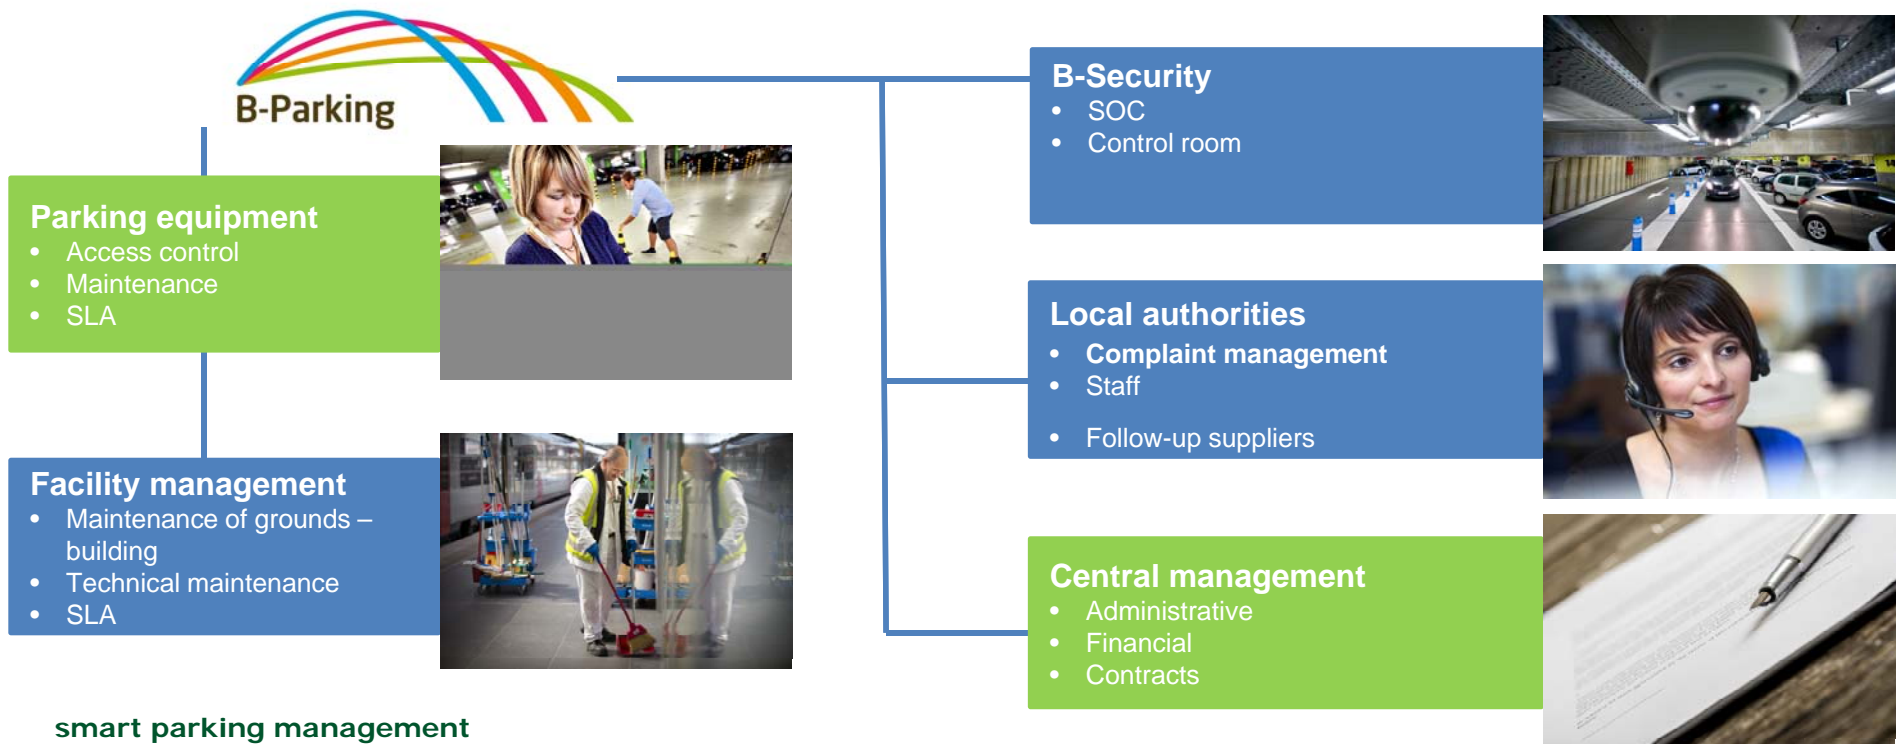 B-Parking
Parking equipment
• Access control
• Maintenance
• SLA
Facility management
• Maintenance of grounds –
building
• Technical maintenance
• SLA
B-Security
• SOC
• Control room
Local authorities
• Complaint management
• Staff
• Follow-up suppliers
Central management
• Administrative
• Financial
• Contracts
smart parking management